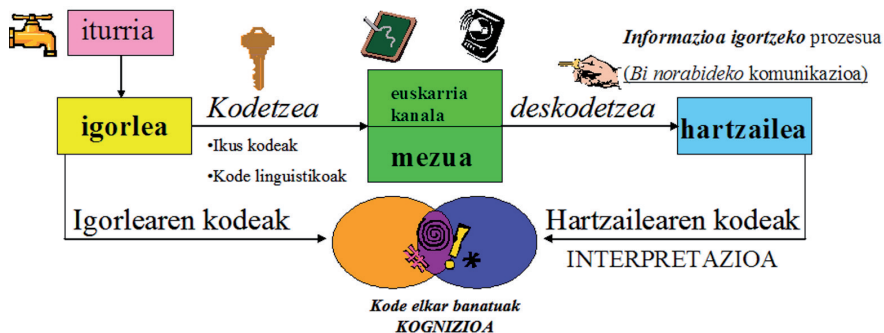 iturria
Informazioa igortzeko prozesua
(Bi norabideko komunikazioa)
igorlea
Kodetzea
•Ikus kodeak
•Kode linguistikoak
euskarria
kanala
mezua
deskodetzea
hartzailea
Igorlearen kodeak
Hartzailearen kodeak
INTERPRETAZIOA
Kode elkar banatuak
KOGNIZIOA